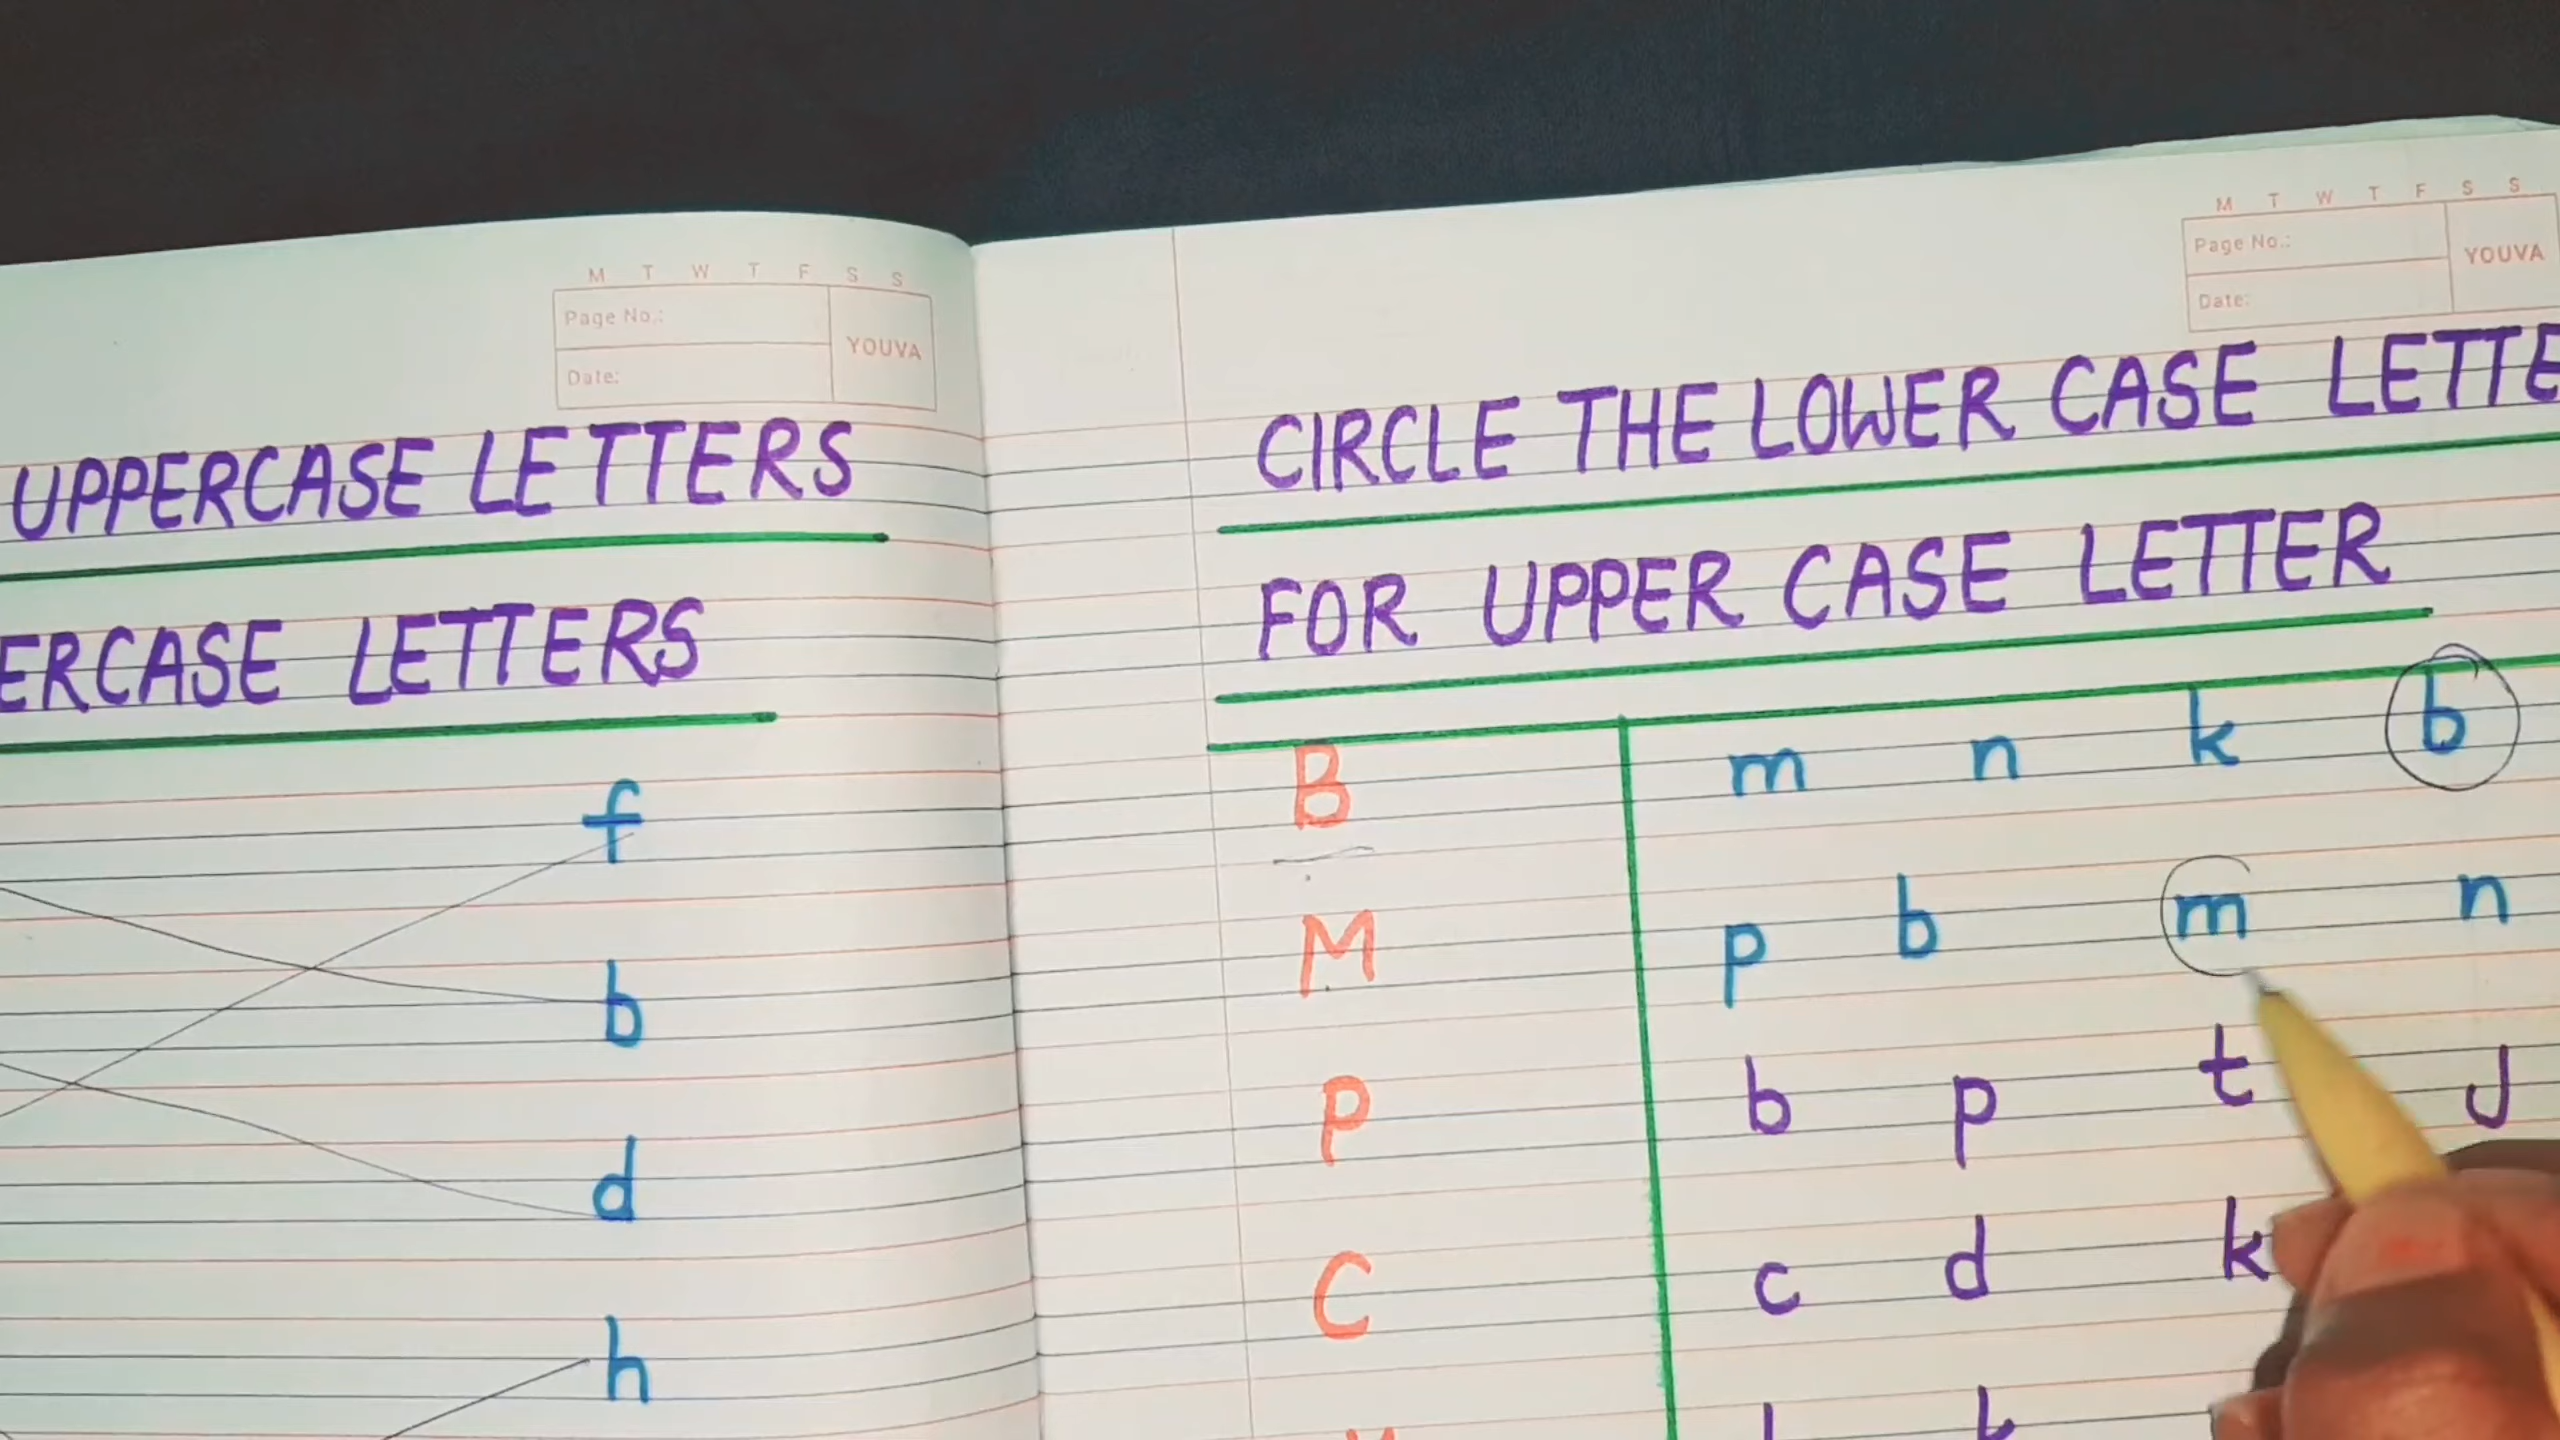 M T W T F S S
Page No.:
YOUVA
Date:
UPPERCASE LETTERS
ERCASE LETTERS
f
b
d
h
M T W T F S S
Page No.:
YOUVA
Date:
CIRCLE THE LOWER CASE LETTE
FOR UPPER CASE LETTER
B m n k b
M p b m n
P b p t J
C c d k